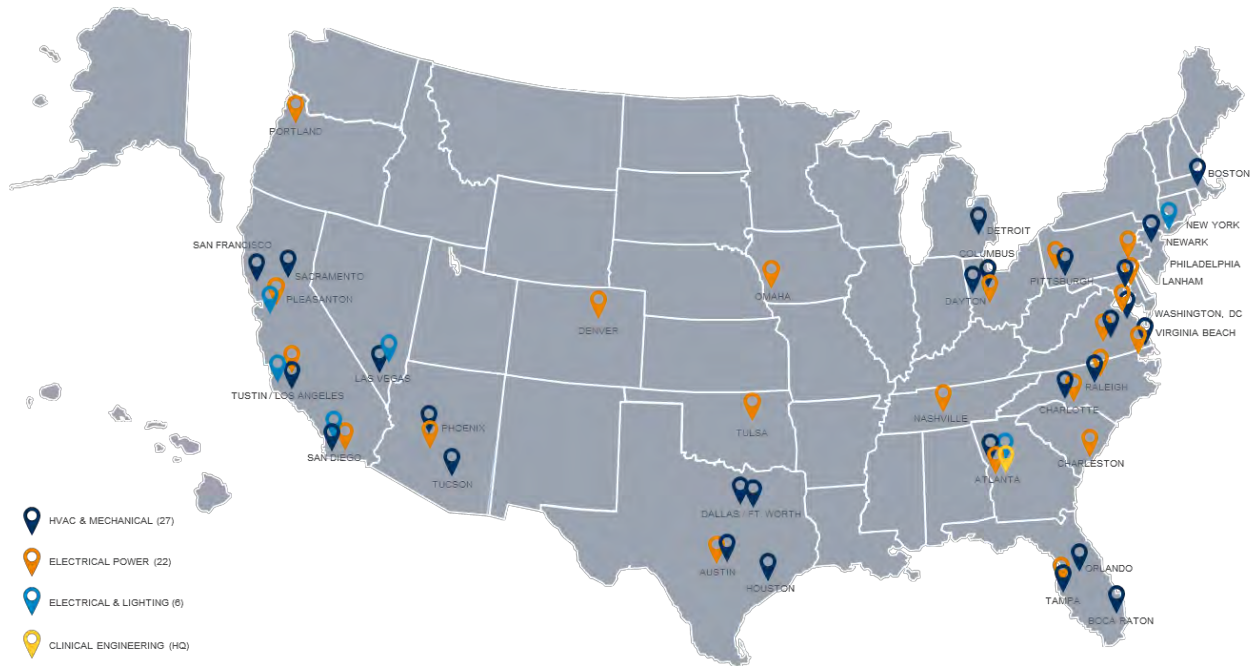 PORTLAND
BOSTON
NEW YORK
NEWARK
DETROIT
COLUMBUS
SAN FRANCISCO
SACRAMENTO
PLEASANTON
PHILADELPHIA
PITTSBURGH
LANHAM
OMAHA
DAYTON
DENVER
WASHINGTON, DC
VIRGINIA BEACH
LAS VEGAS
TUSTIN / LOS ANGELES
RALEIGH
CHARLOTTE
NASHVILLE
TULSA
PHOENIX
SAN DIEGO
TUCSON
CHARLESTON
ATLANTA
DALLAS / FT. WORTH
AUSTIN
HOUSTON
ORLANDO
TAMPA
BOCA RATON
HVAC & MECHANICAL (27)
ELECTRICAL POWER (22)
ELECTRICAL & LIGHTING (6)
CLINICAL ENGINEERING (HQ)